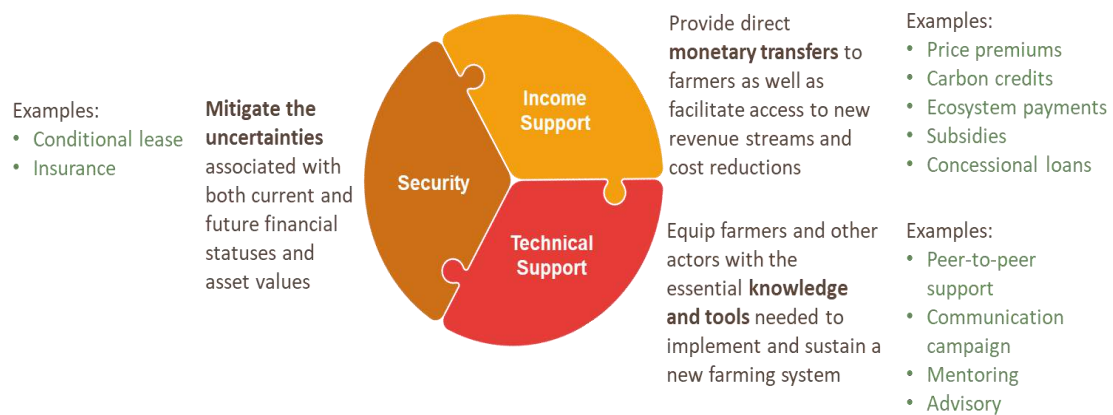 Examples:
• Conditional lease
• Insurance
Mitigate the
uncertainties
associated with
both current and
future financial
statuses and
asset values
Security
Income
Support
Technical
Support
Provide direct
monetary transfers to
farmers as well as
facilitate access to new
revenue streams and
cost reductions
Examples:
• Price premiums
• Carbon credits
• Ecosystem payments
• Subsidies
• Concessional loans
Equip farmers and other
actors with the
essential knowledge
and tools needed to
implement and sustain a
new farming system
Examples:
• Peer-to-peer
support
• Communication
campaign
• Mentoring
• Advisory